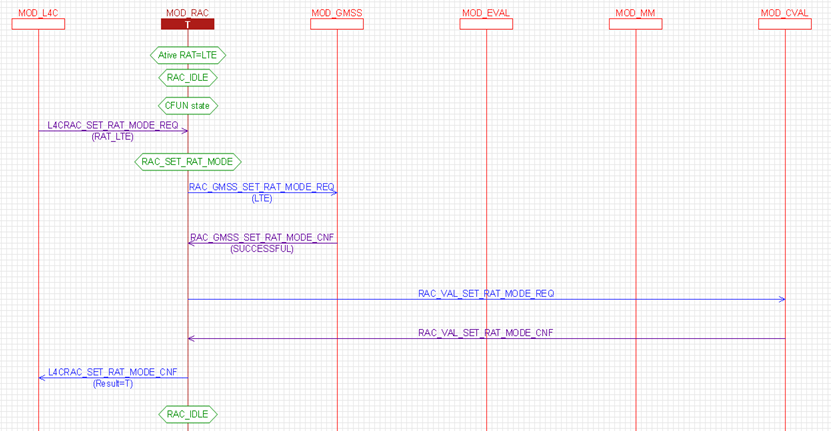 MOD_L4C MOD_RAC MOD_GMSS MOD_EVAL MOD_MM MOD_CVAL
T
Ative RAT=LTE
RAC_IDLE
CFUN state
L4CRAC_SET_RAT_MODE_REQ
(RAT_LTE)
RAC_SET_RAT_MODE
RAC_GMSS_SET_RAT_MODE_REQ
(LTE)
RAC_GMSS_SET_RAT_MODE_CNF
(SUCCESSFUL)
RAC_VAL_SET_RAT_MODE_REQ
RAC_VAL_SET_RAT_MODE_CNF
L4CRAC_SET_RAT_MODE_CNF
(Result=T)
RAC_IDLE